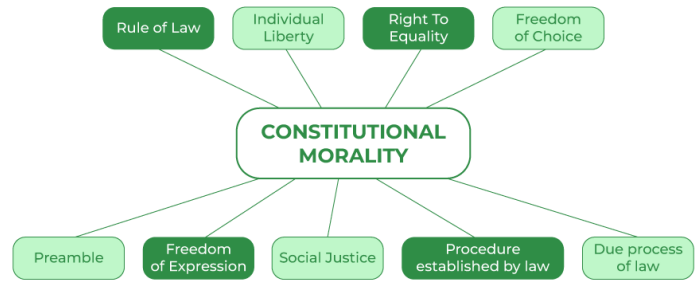 Rule of Law
Individual
Liberty
Right To
Equality
Freedom
of Choice
CONSTITUTIONAL
MORALITY
Preamble
Freedom
of Expression
Social Justice
Procedure
established by law
Due process
of law